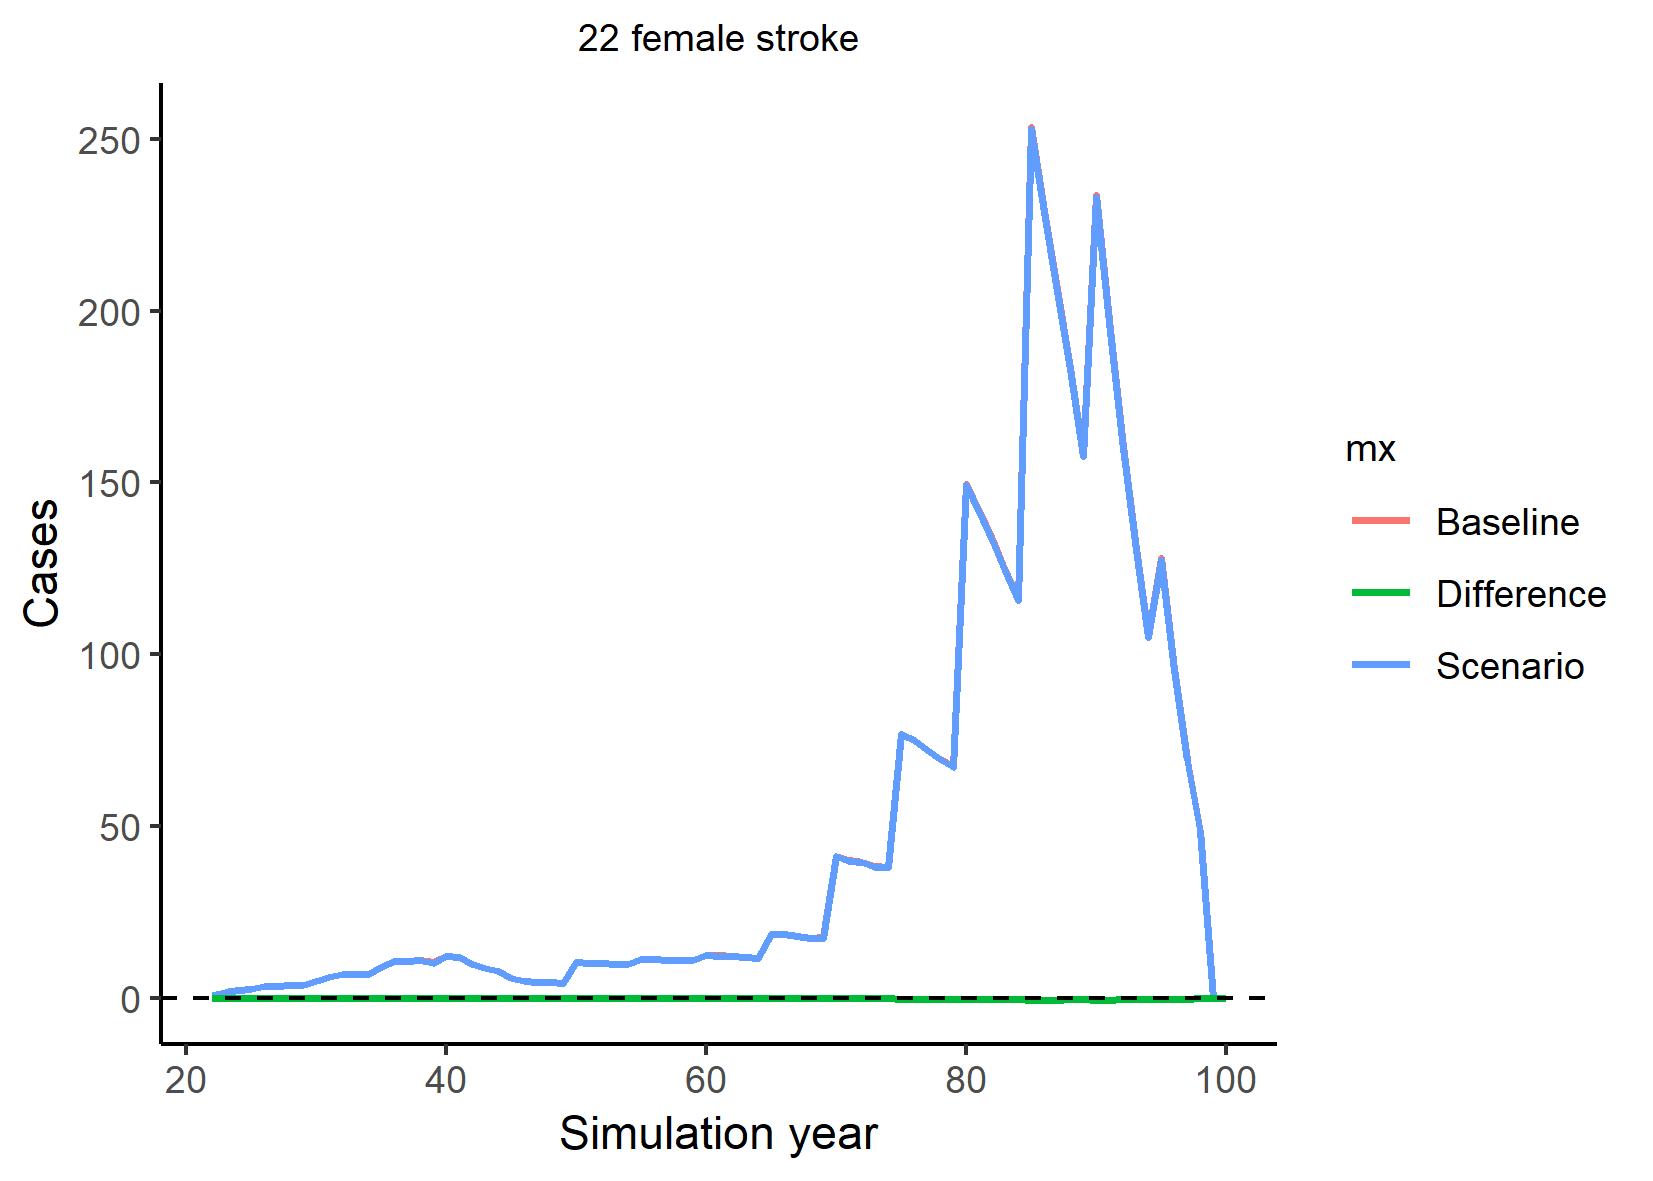 22 female stroke
250
200
150
100
50
0
Cases
20 40 60 80 100
Simulation year
mx
Baseline
Difference
Scenario